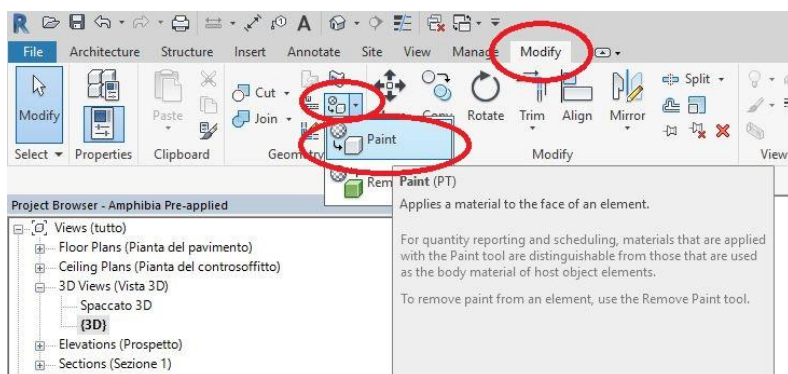 File Architecture Structure Insert Annotate Site View Manage Modify
Modify Paste Cut Join Rotate Trim Align Mirror Split
Select Properties Clipboard Geometry Modify View
Paint
Paint (PT)
Applies a material to the face of an element.
For quantity reporting and scheduling, materials that are applied
with the Paint tool are distinguishable from those that are used
as the body material of host object elements.
To remove paint from an element, use the Remove Paint tool.
Project Browser - Amphibia Pre-applied
Views (tutto)
Floor Plans (Pianta del pavimento)
Ceiling Plans (Pianta del controsoffitto)
3D Views (Vista 3D)
Spaccato 3D
{3D}
Elevations (Prospetto)
Sections (Sezione 1)